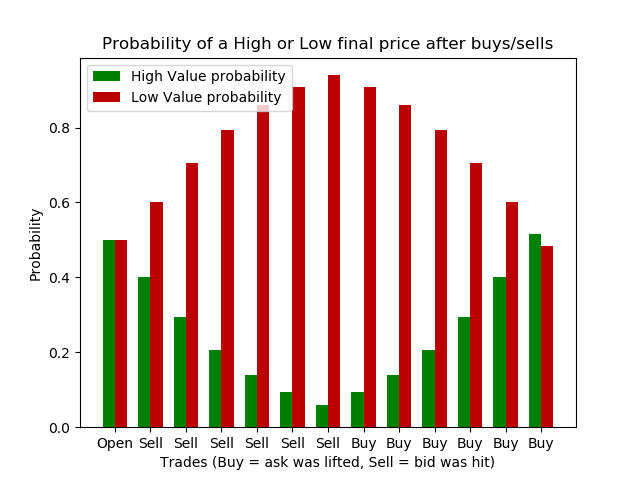 Probability of a High or Low final price after buys/sells
High Value probability
Low Value probability
Probability
0.8
0.6
0.4
0.2
0.0
Open Sell Sell Sell Sell Sell Sell Buy Buy Buy Buy Buy Buy
Trades (Buy = ask was lifted, Sell = bid was hit)